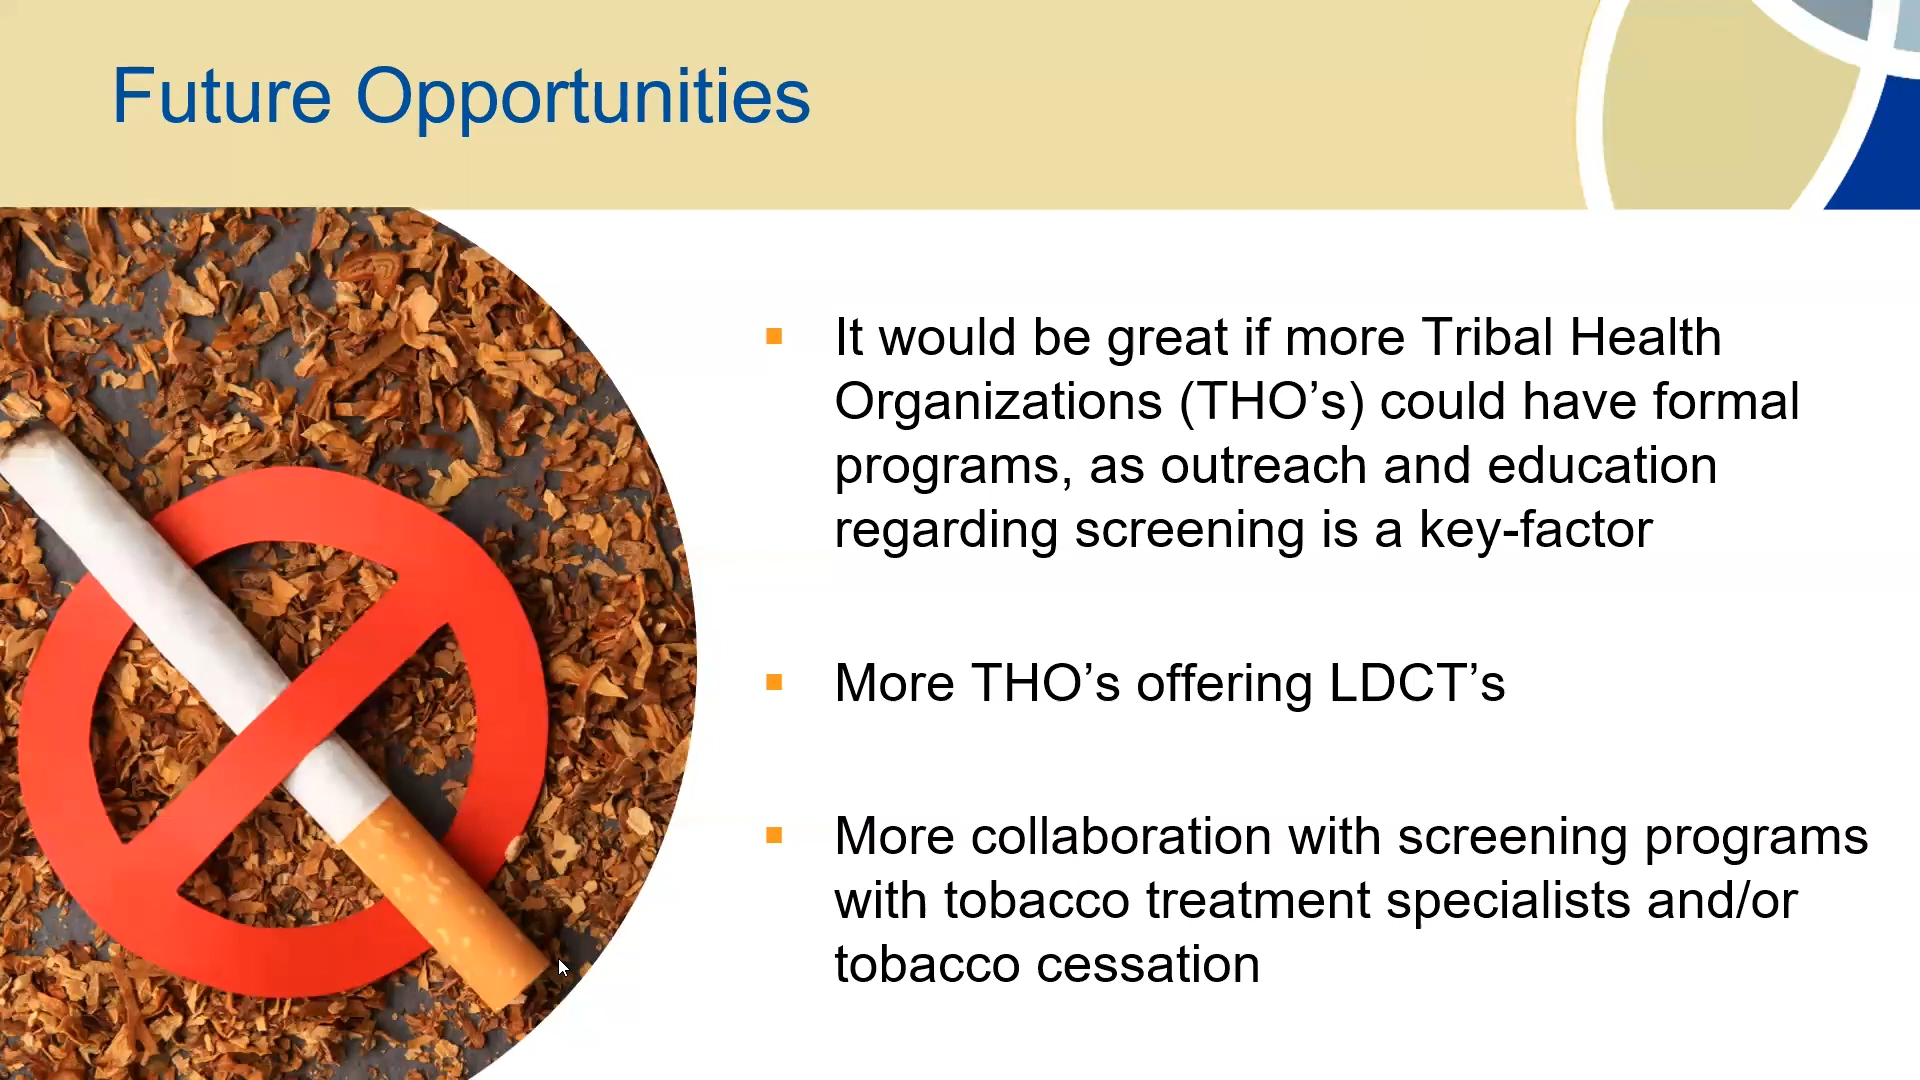 Future Opportunities
It would be great if more Tribal Health
Organizations (THO’s) could have formal
programs, as outreach and education
regarding screening is a key-factor
More THO’s offering LDCT’s
More collaboration with screening programs
with tobacco treatment specialists and/or
tobacco cessation